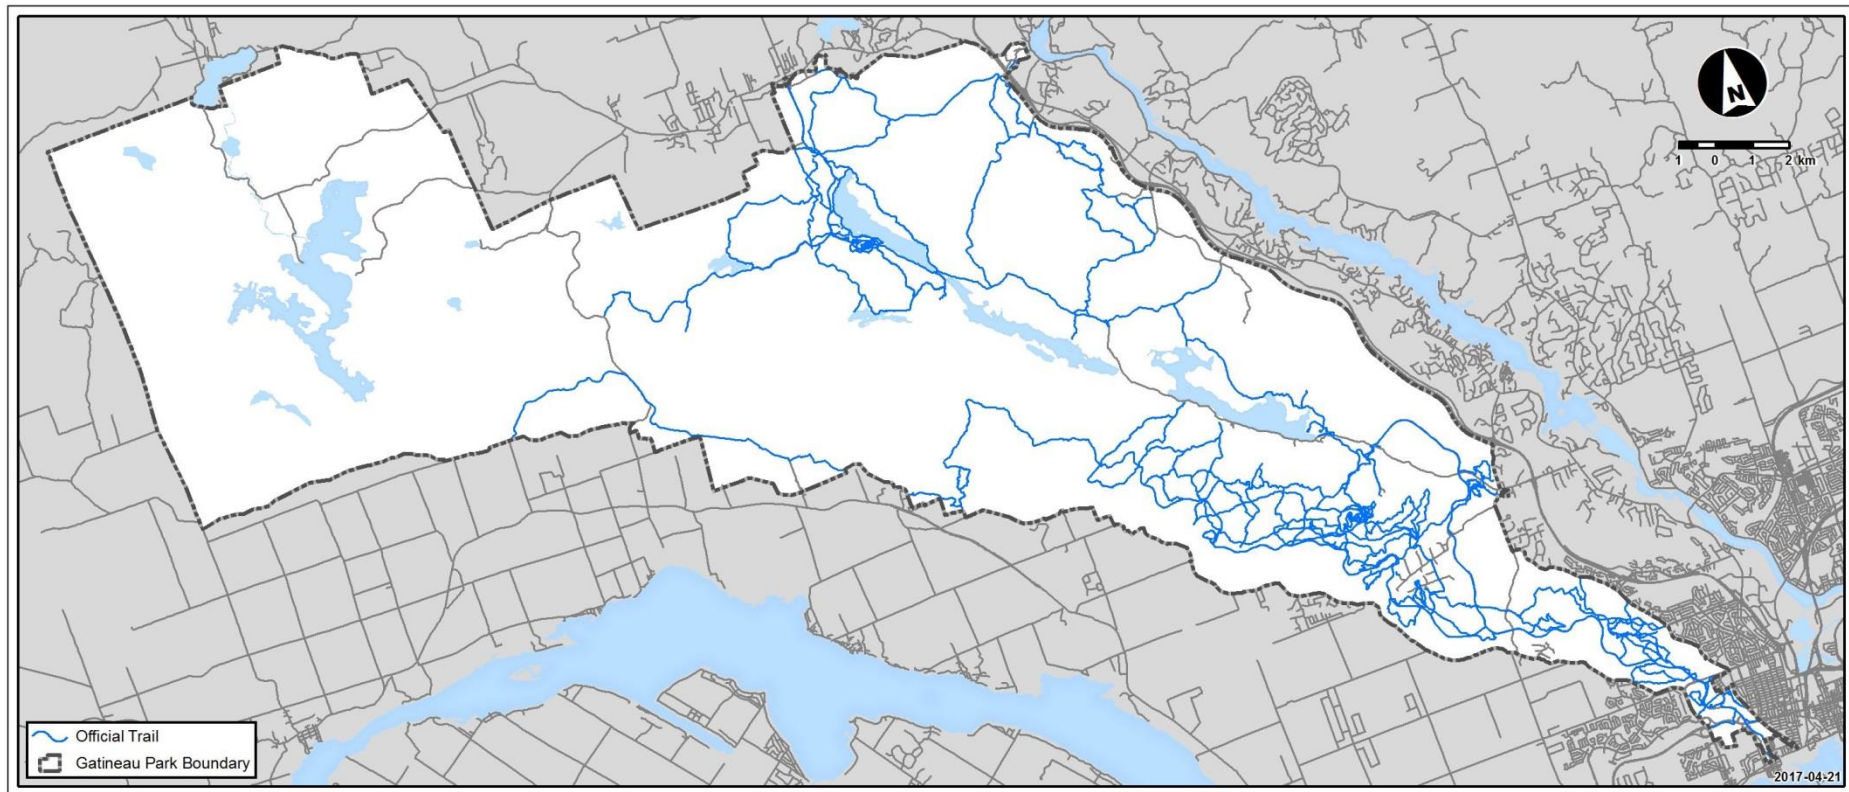 N
1 0 1 2 km
Official Trail
Gatineau Park Boundary
2017-04-21